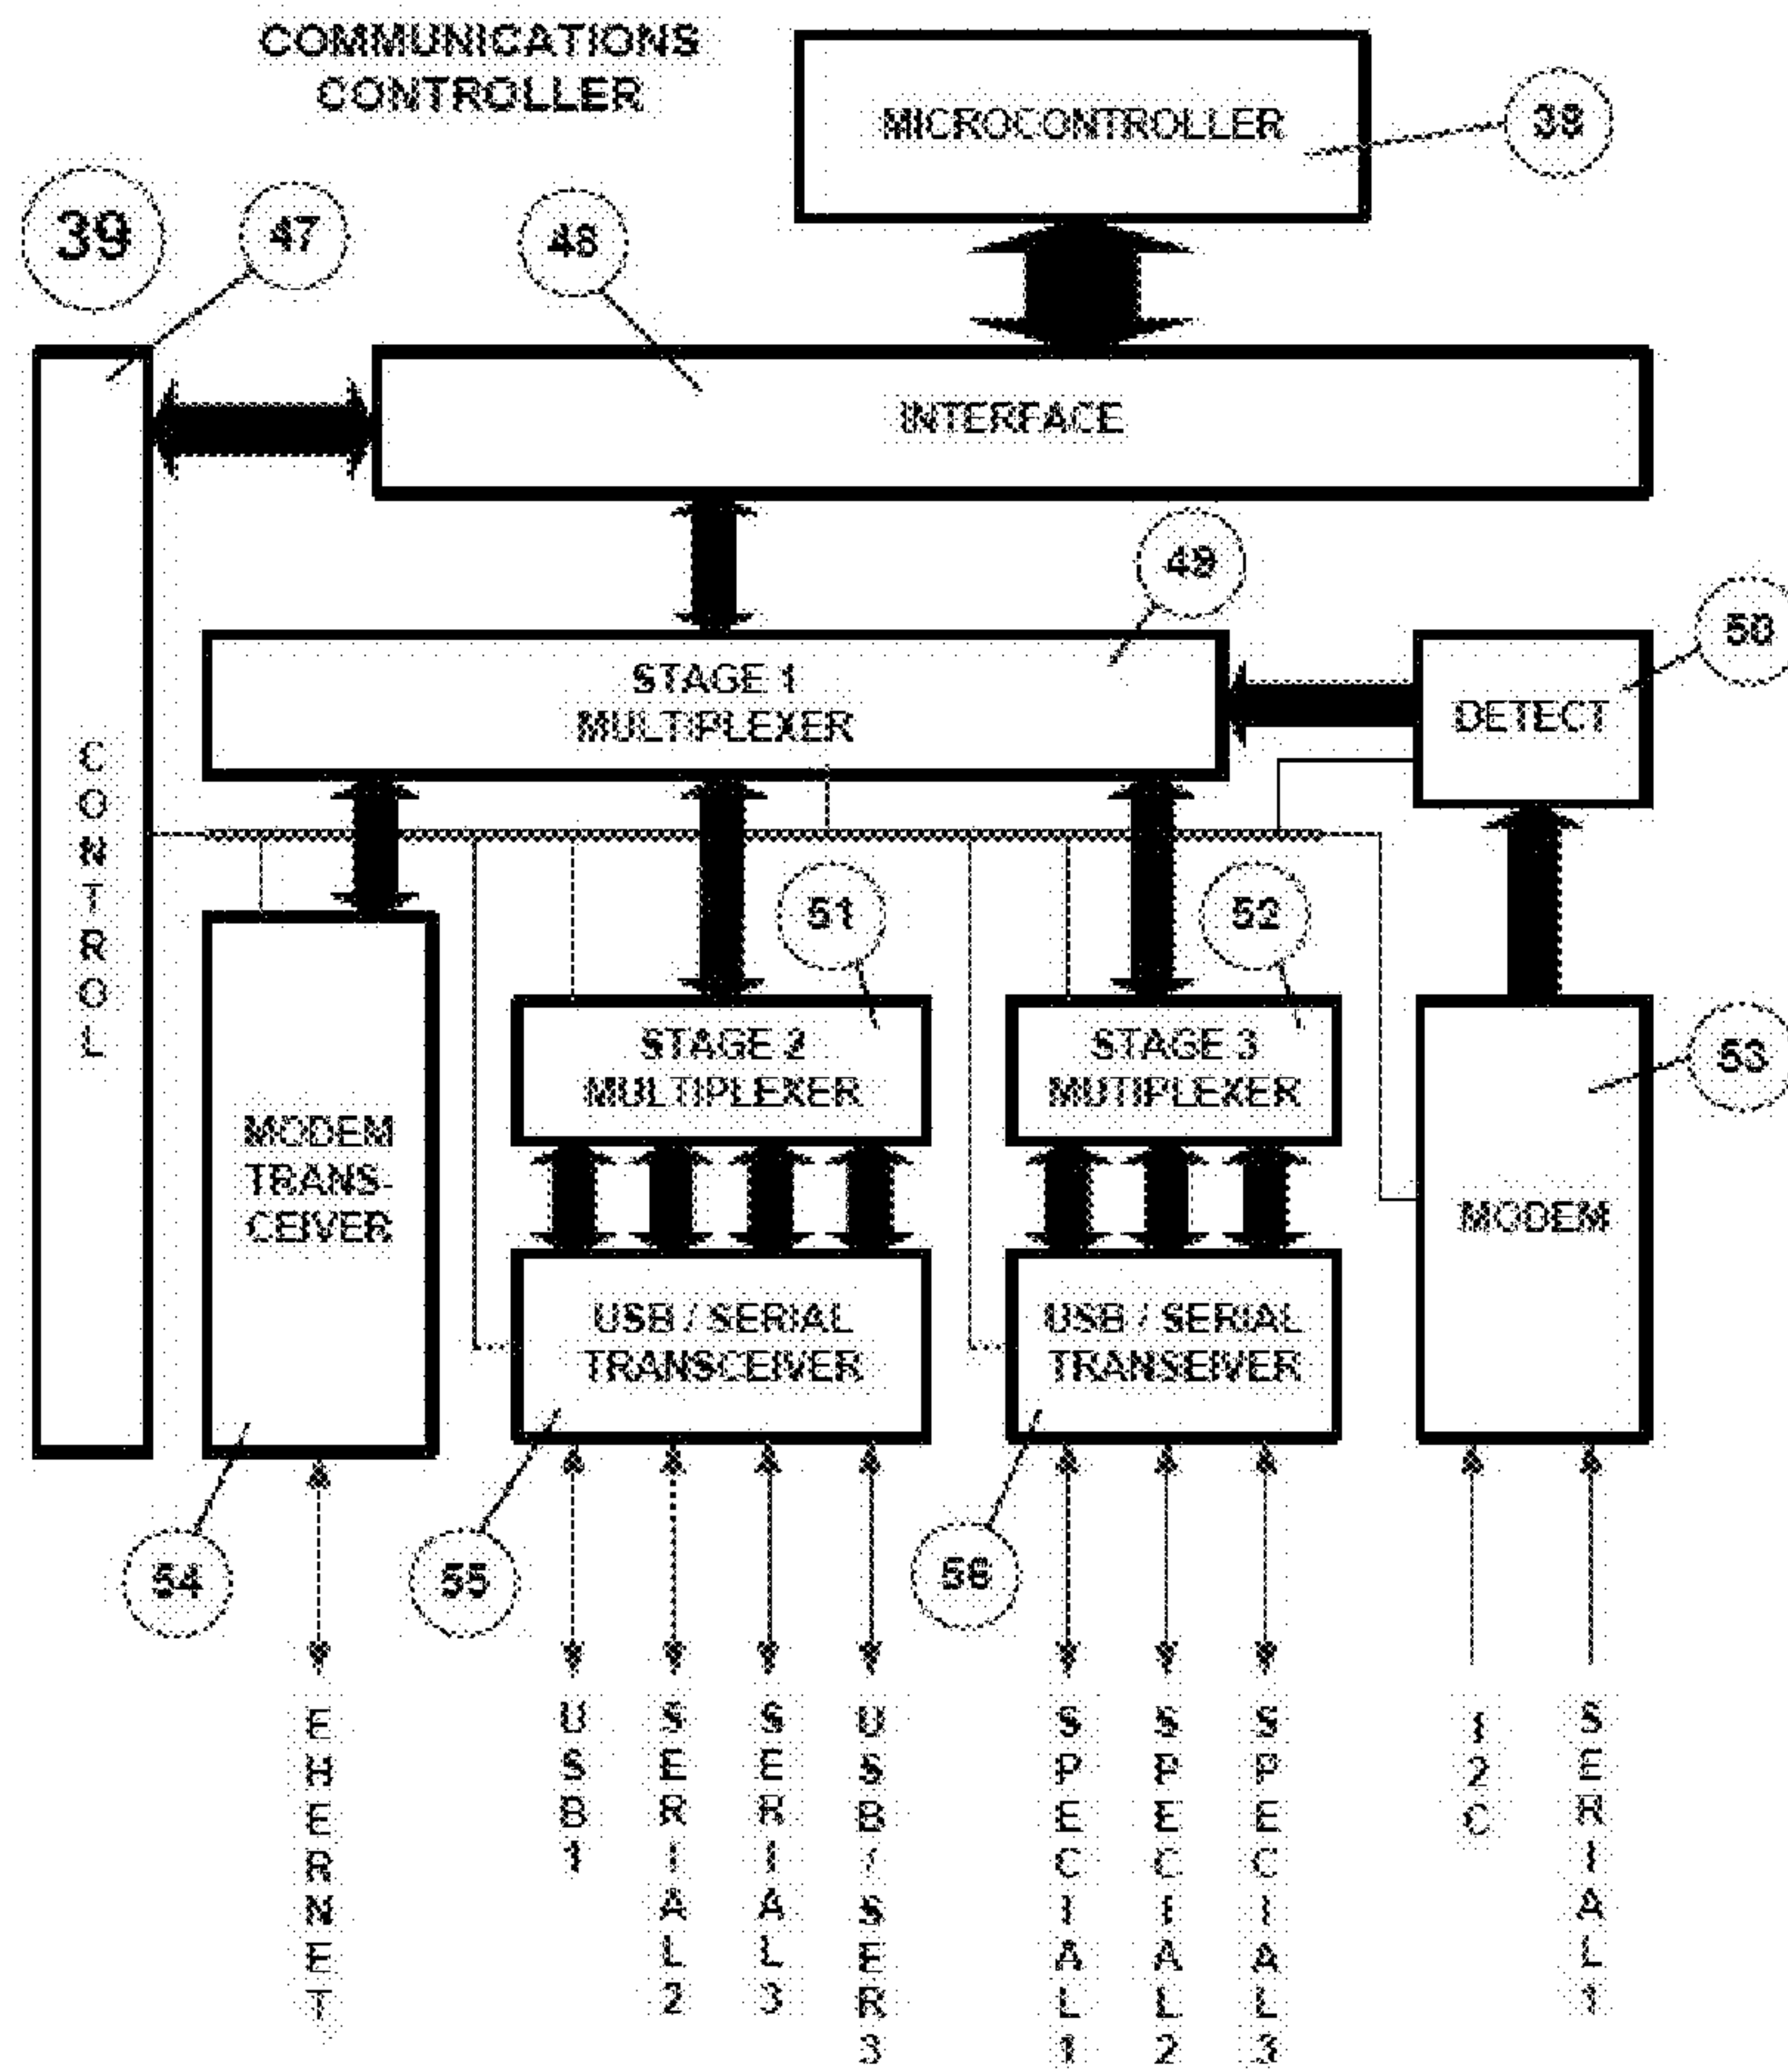 COMMUNICATIONS
CONTROLLER
MICROCONTROLLER
38
39
47
48
INTERFACE
49
50
STAGE 1
MULTIPLEXER
DETECT
CONTROL
51
52
STAGE 2
MULTIPLEXER
STAGE 3
MUTIPLEXER
53
MODEM
TRANS-
CEIVER
MODEM
USB / SERIAL
TRANSCEIVER
USB / SERIAL
TRANSEIVER
54
55
56
EHERNET
USB1
SERIAL2
SERIAL3
USB/SER3
SPECIAL1
SPECIAL2
SPECIAL3
I2C
SERIAL1